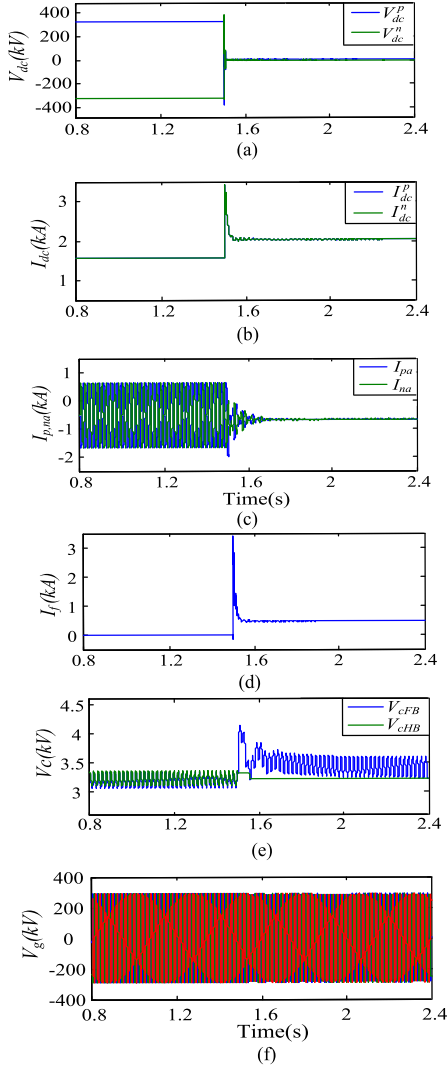 400
200
0
-200
-400
V_dc(kV)
V_dc^p
V_dc^n
0.8 1.2 1.6 2 2.4
(a)
3
2
1
I_dc(kA)
I_dc^p
I_dc^n
0.8 1.2 1.6 2 2.4
(b)
1
0
-1
-2
I_p,na(kA)
I_pa
I_na
0.8 1.2 1.6 2 2.4
Time(s)
(c)
3
2
1
0
I_f(kA)
0.8 1.2 1.6 2 2.4
(d)
4.5
4
3.5
3
Vc(kV)
V_cFB
V_cHB
0.8 1.2 1.6 2 2.4
(e)
400
200
0
-200
-400
V_g(kV)
0.8 1.2 1.6 2 2.4
Time(s)
(f)